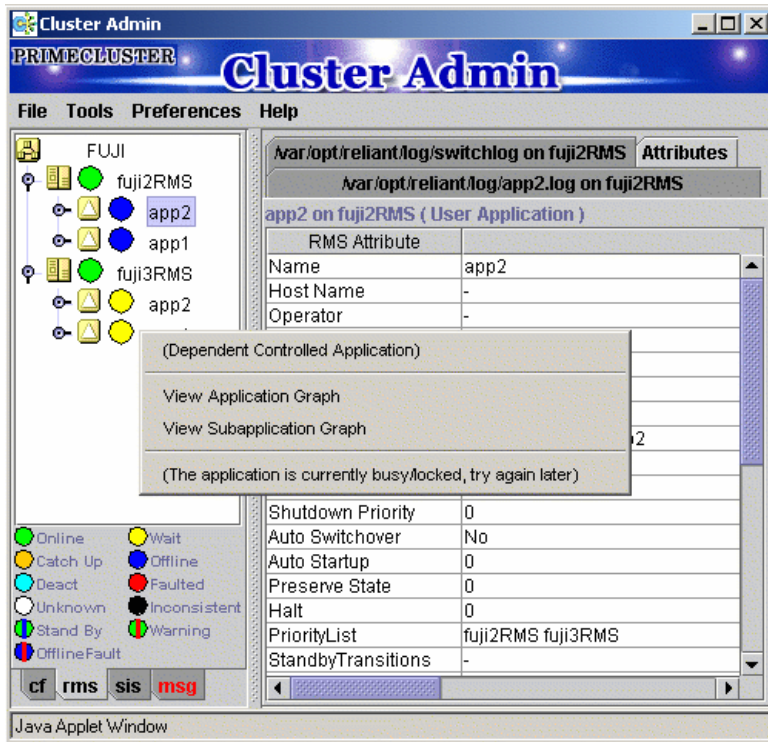 Cluster Admin
PRIMECLUSTER
Cluster Admin
File Tools Preferences Help
FUJI
fuji2RMS
app2
app1
fuji3RMS
app2
/var/opt/reliant/log/switchlog on fuji2RMS
Attributes
/var/opt/reliant/log/app2.log on fuji2RMS
app2 on fuji2RMS ( User Application )
RMS Attribute
Name app2
Host Name -
Operator -
(Dependent Controlled Application)
View Application Graph
View Subapplication Graph
(The application is currently busy/locked, try again later)
Shutdown Priority 0
Auto Switchover No
Auto Startup 0
Preserve State 0
Halt 0
PriorityList fuji2RMS fuji3RMS
StandbyTransitions -
Online Wait
Catch Up Offline
Deact Faulted
Unknown Inconsistent
Stand By Warning
OfflineFault
cf rms sis msg
Java Applet Window